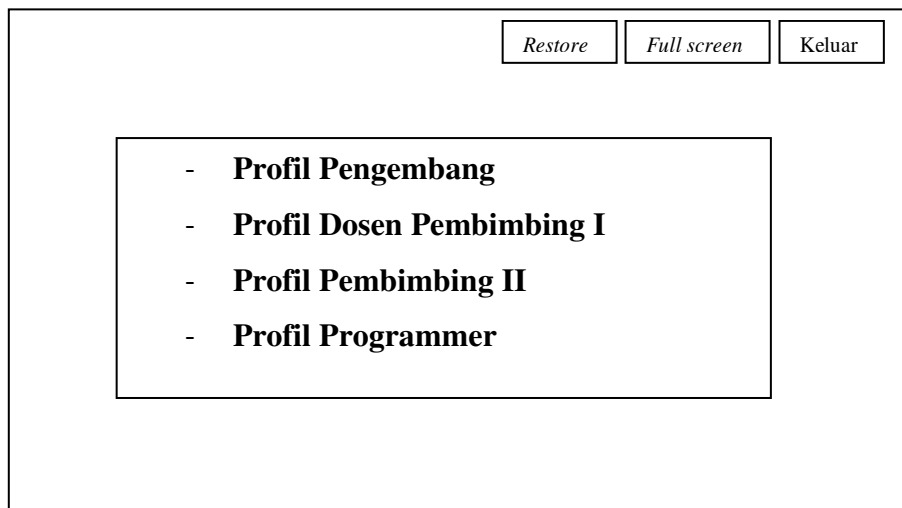 Restore Full screen Keluar
- Profil Pengembang
- Profil Dosen Pembimbing I
- Profil Pembimbing II
- Profil Programmer